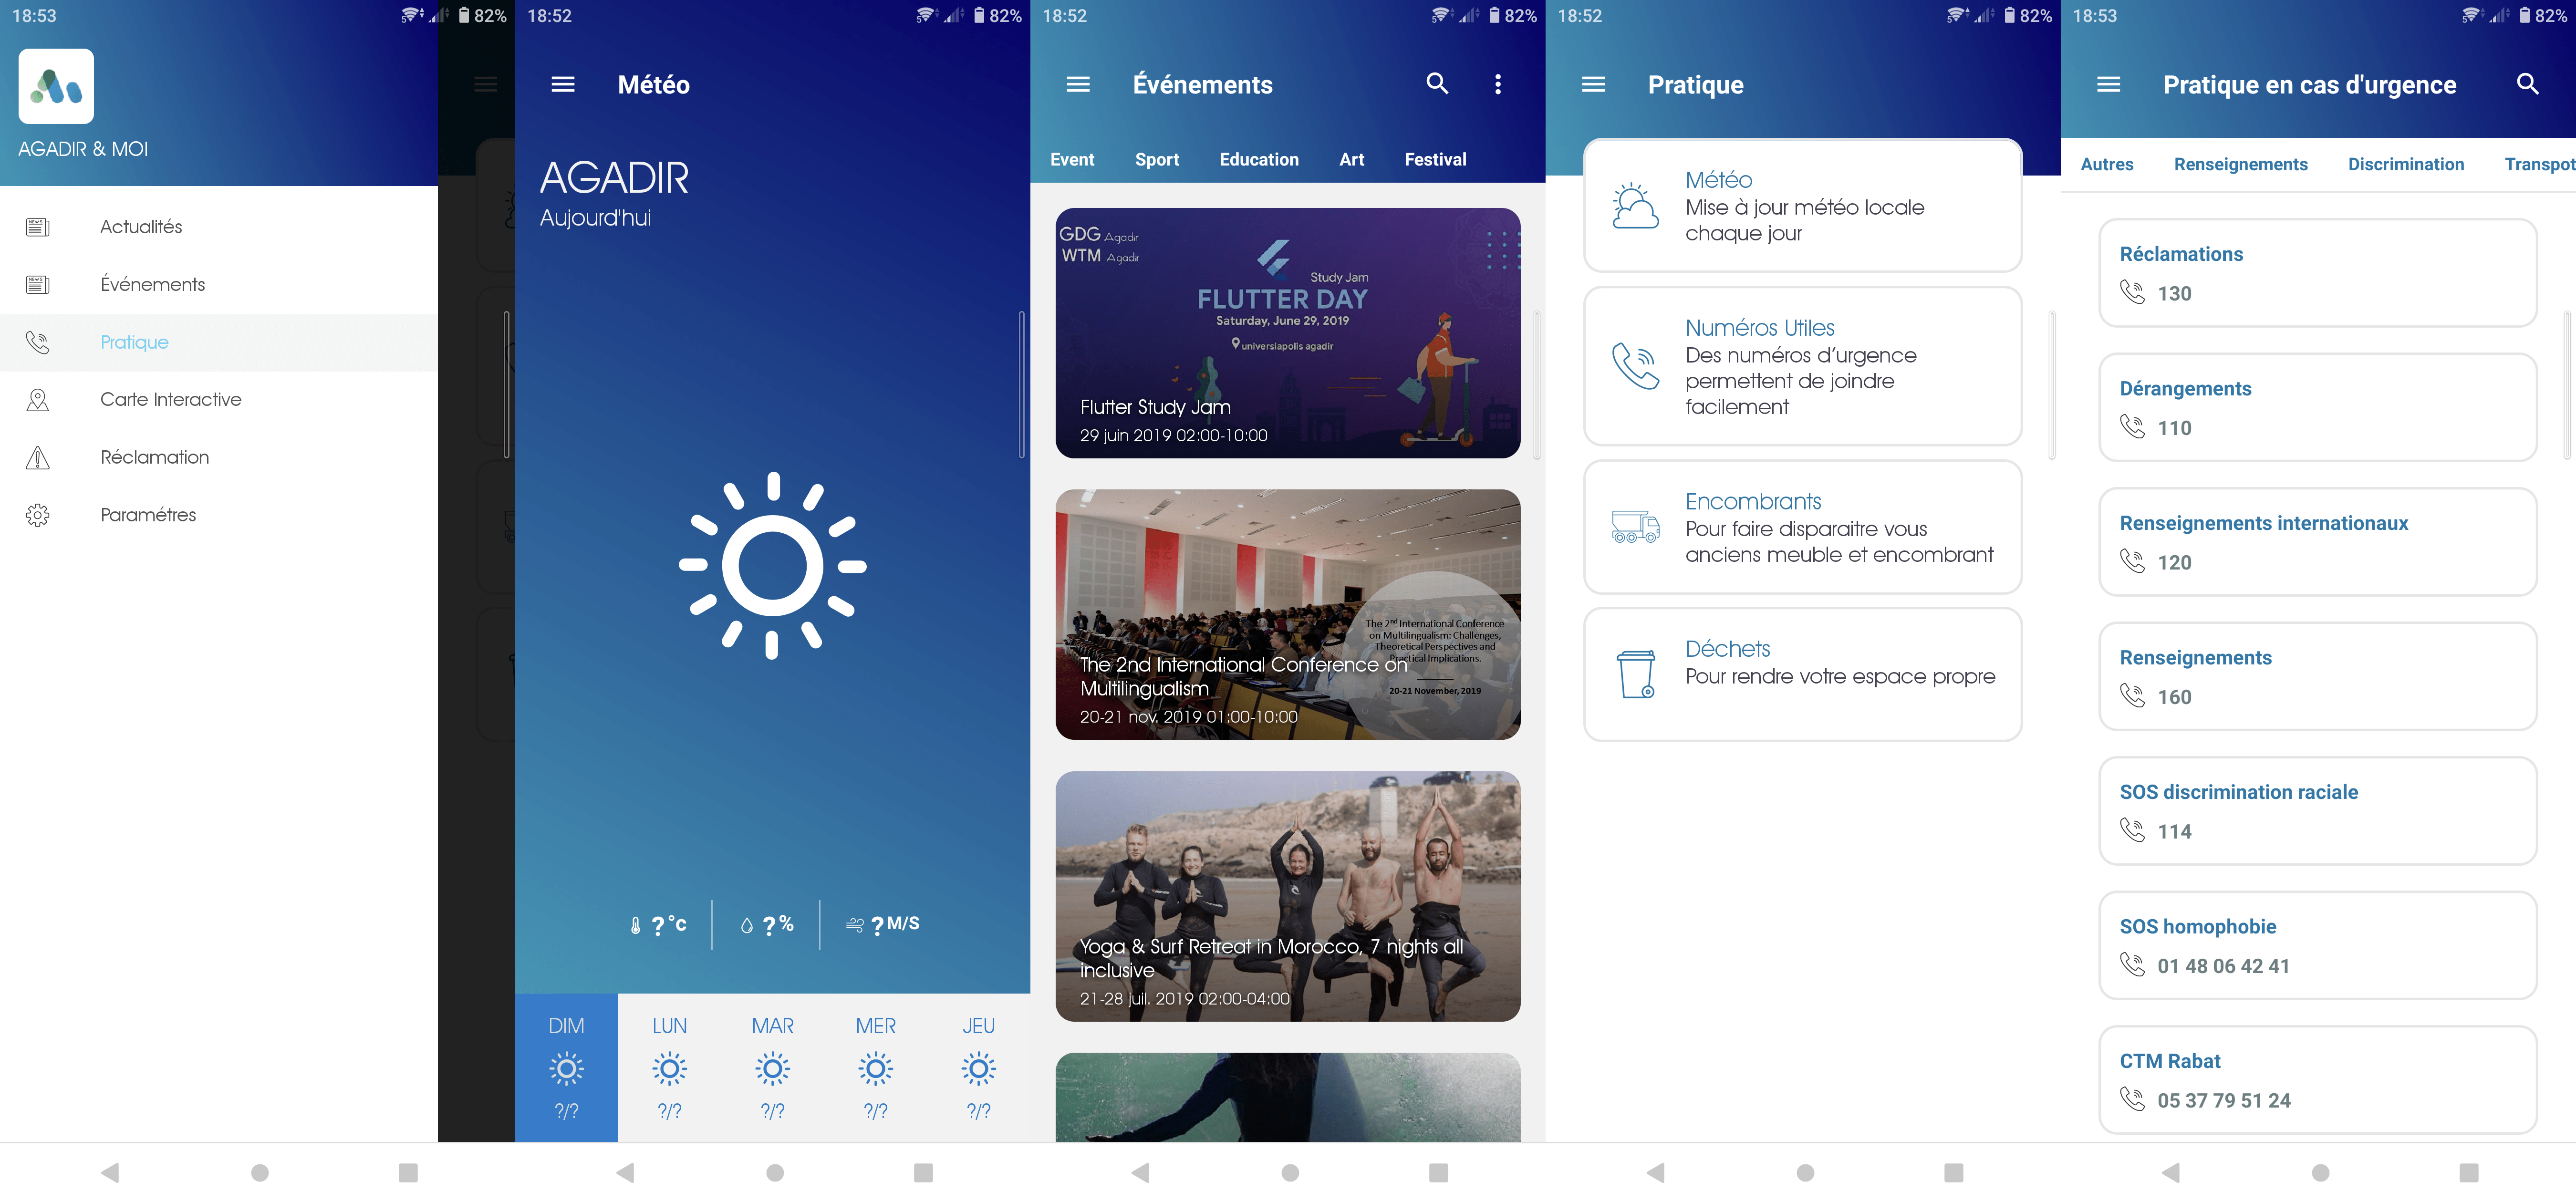 18:53
5
82%
AGADIR & MOI
Actualités
Événements
Pratique
Carte Interactive
Réclamation
Paramétres
18:52
5
82%
Météo
AGADIR
Aujourd'hui
? °c
? %
? M/S
DIM LUN MAR MER JEU
?/? ?/? ?/? ?/? ?/?
18:52
5
82%
Événements
Event Sport Education Art Festival
GDG Agadir
WTM Agadir
Study Jam
FLUTTER DAY
Saturday, June 29, 2019
universiapolis agadir
Flutter Study Jam
29 juin 2019 02:00-10:00
The 2nd International Conference
on Multilingualism: Challenges,
Theoretical Perspectives and
Practical Implications.
20-21 November, 2019
The 2nd International Conference on
Multilingualism
20-21 nov. 2019 01:00-10:00
Yoga & Surf Retreat in Morocco, 7 nights all
inclusive
21-28 juil. 2019 02:00-04:00
18:52
5
82%
Pratique
Météo
Mise à jour météo locale
chaque jour
Numéros Utiles
Des numéros d’urgence
permettent de joindre
facilement
Encombrants
Pour faire disparaitre vous
anciens meuble et encombrant
Déchets
Pour rendre votre espace propre
18:53
5
82%
Pratique en cas d'urgence
Autres Renseignements Discrimination Transpot
Réclamations
130
Dérangements
110
Renseignements internationaux
120
Renseignements
160
SOS discrimination raciale
114
SOS homophobie
01 48 06 42 41
CTM Rabat
05 37 79 51 24